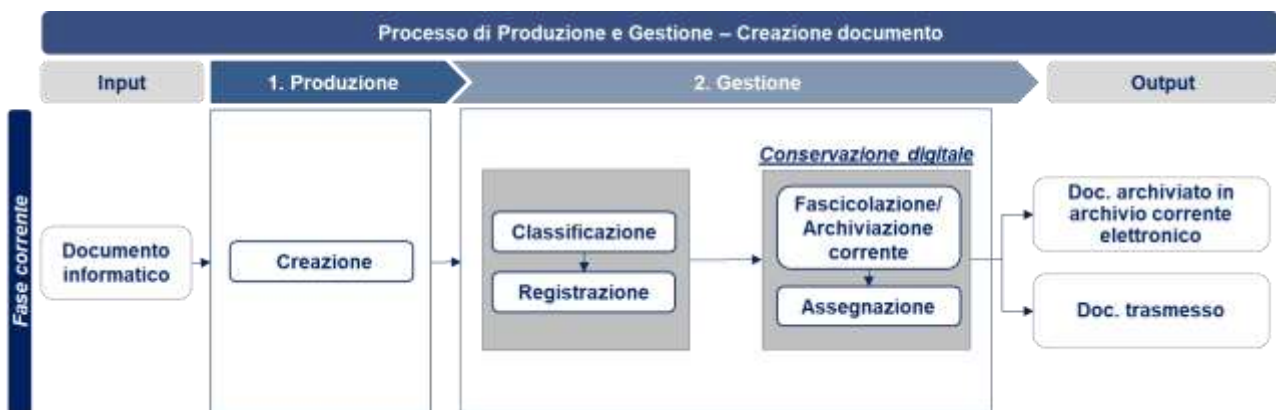 Processo di Produzione e Gestione – Creazione documento
Input
1. Produzione
2. Gestione
Output
Fase corrente
Documento
informatico
Creazione
Classificazione
Registrazione
Conservazione digitale
Fascicolazione/
Archiviazione
corrente
Assegnazione
Doc. archiviato in
archivio corrente
elettronico
Doc. trasmesso